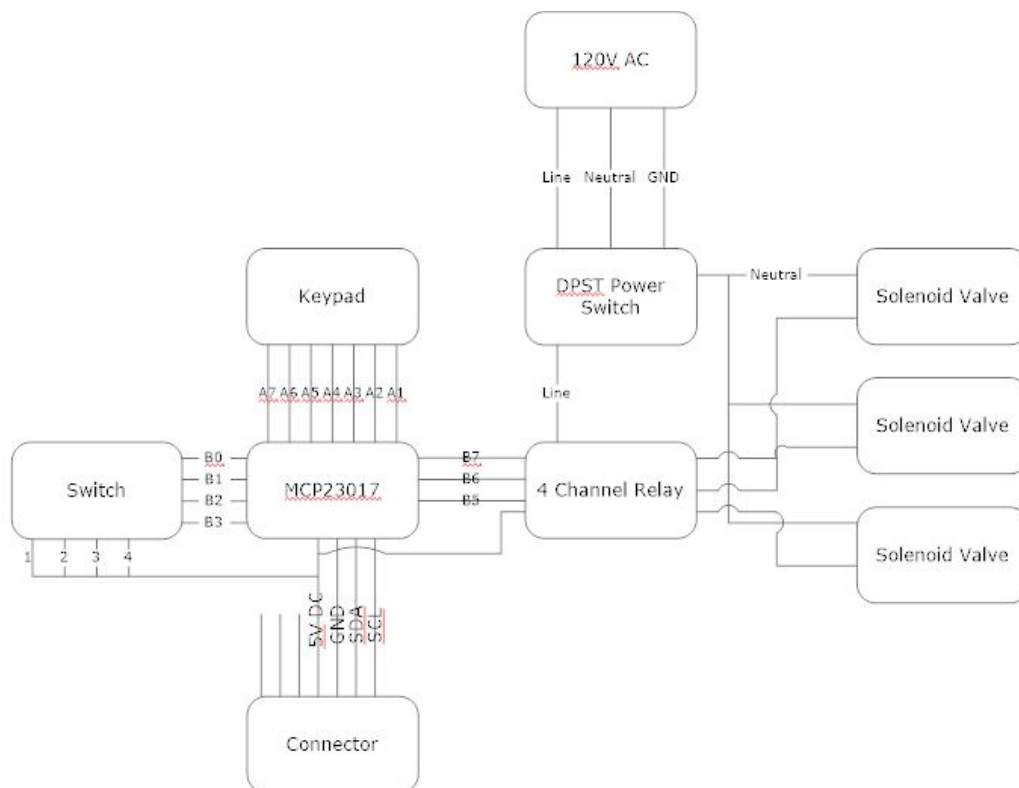 120V AC
Line Neutral GND
Keypad
DPST Power
Switch
Neutral
Solenoid Valve
A7 A6 A5 A4 A3 A2 A1
Line
Solenoid Valve
Switch
B0
B1
B2
B3
MCP23017
B7
B6
B5
4 Channel Relay
Solenoid Valve
1 2 3 4
5V DC
GND
SDA
SCL
Connector